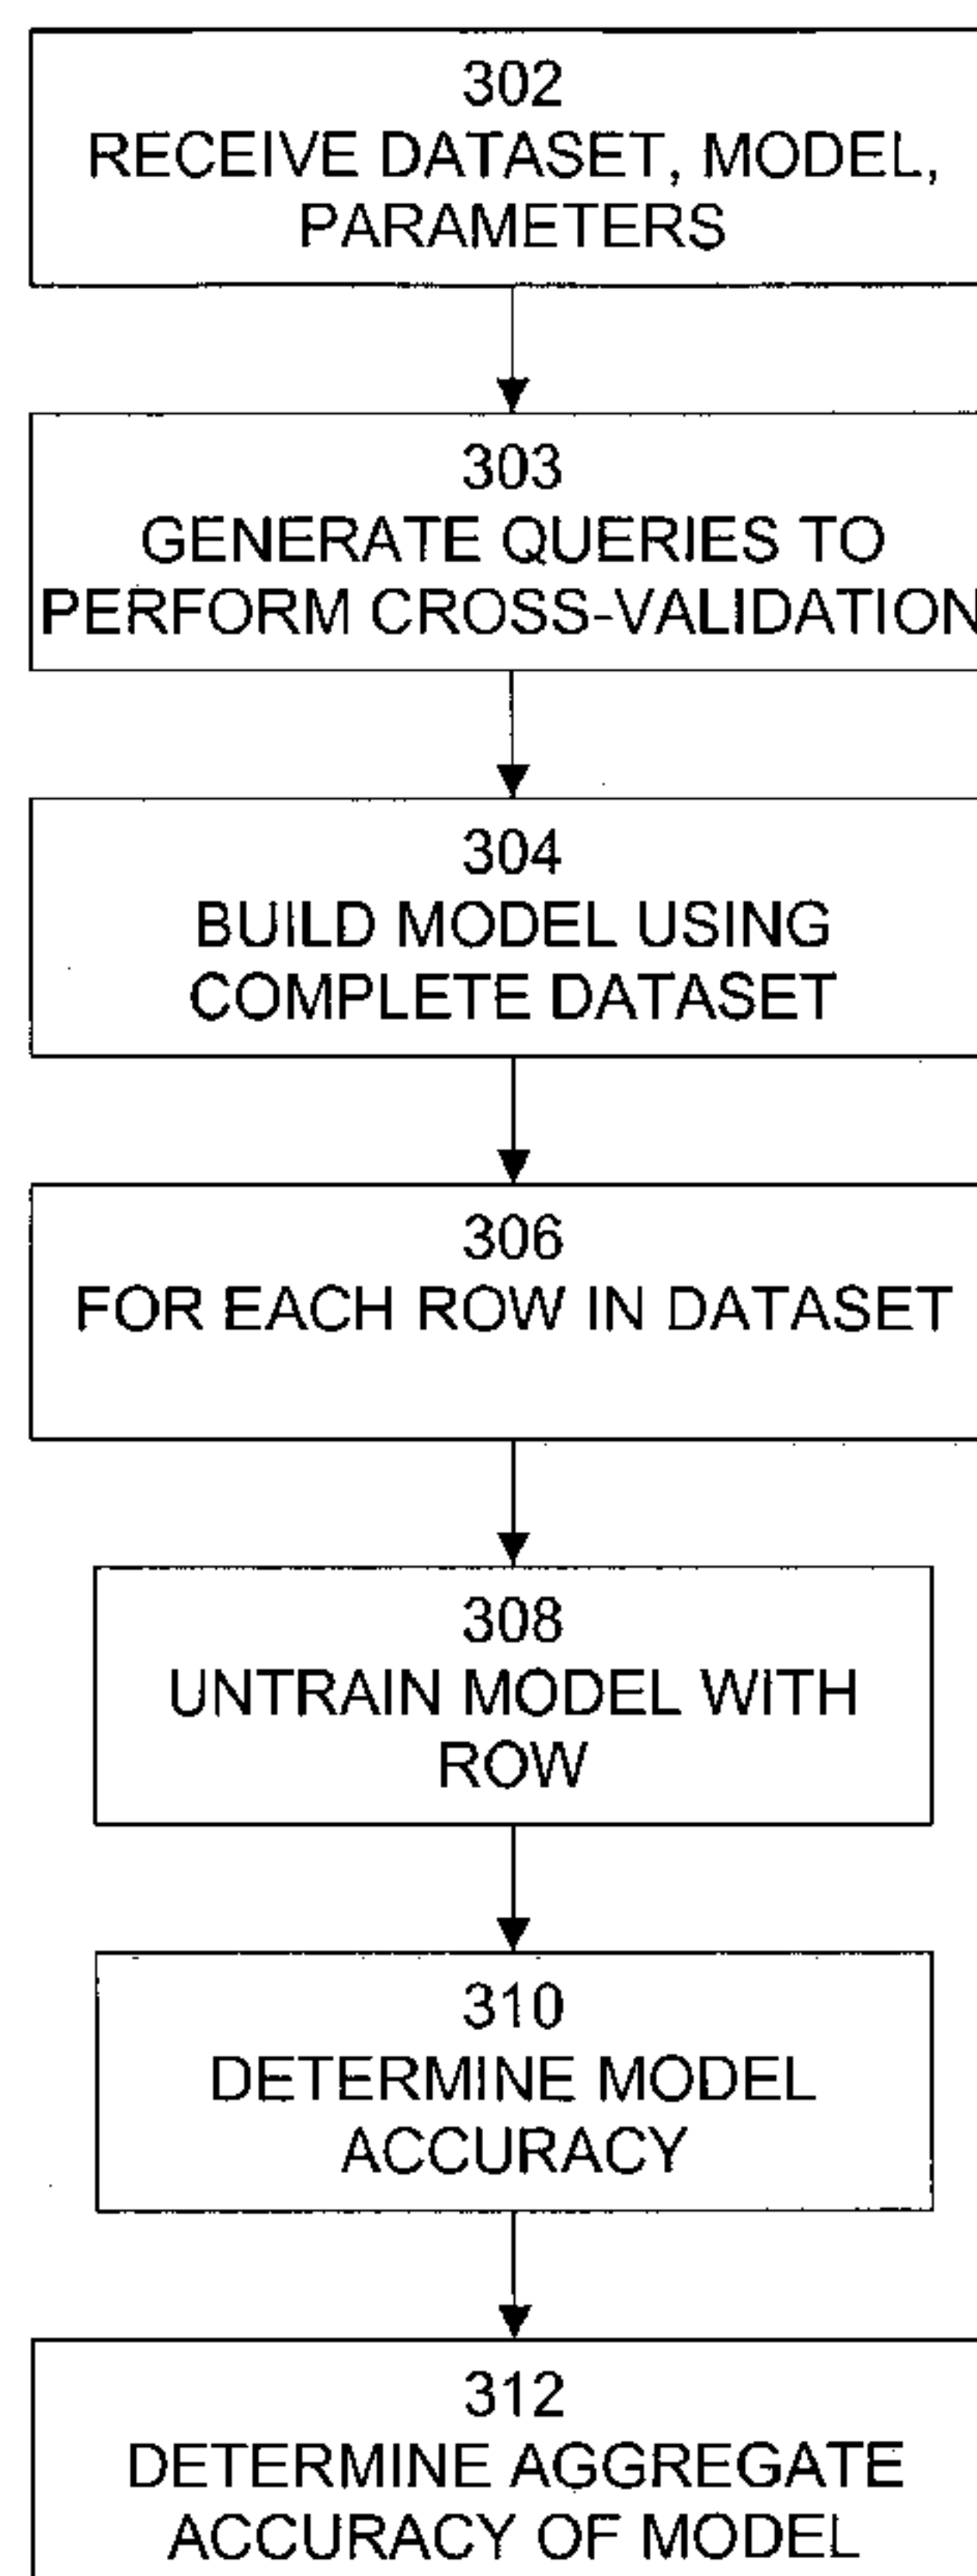 302
RECEIVE DATASET, MODEL,
PARAMETERS
303
GENERATE QUERIES TO
PERFORM CROSS-VALIDATION
304
BUILD MODEL USING
COMPLETE DATASET
306
FOR EACH ROW IN DATASET
308
UNTRAIN MODEL WITH
ROW
310
DETERMINE MODEL
ACCURACY
312
DETERMINE AGGREGATE
ACCURACY OF MODEL